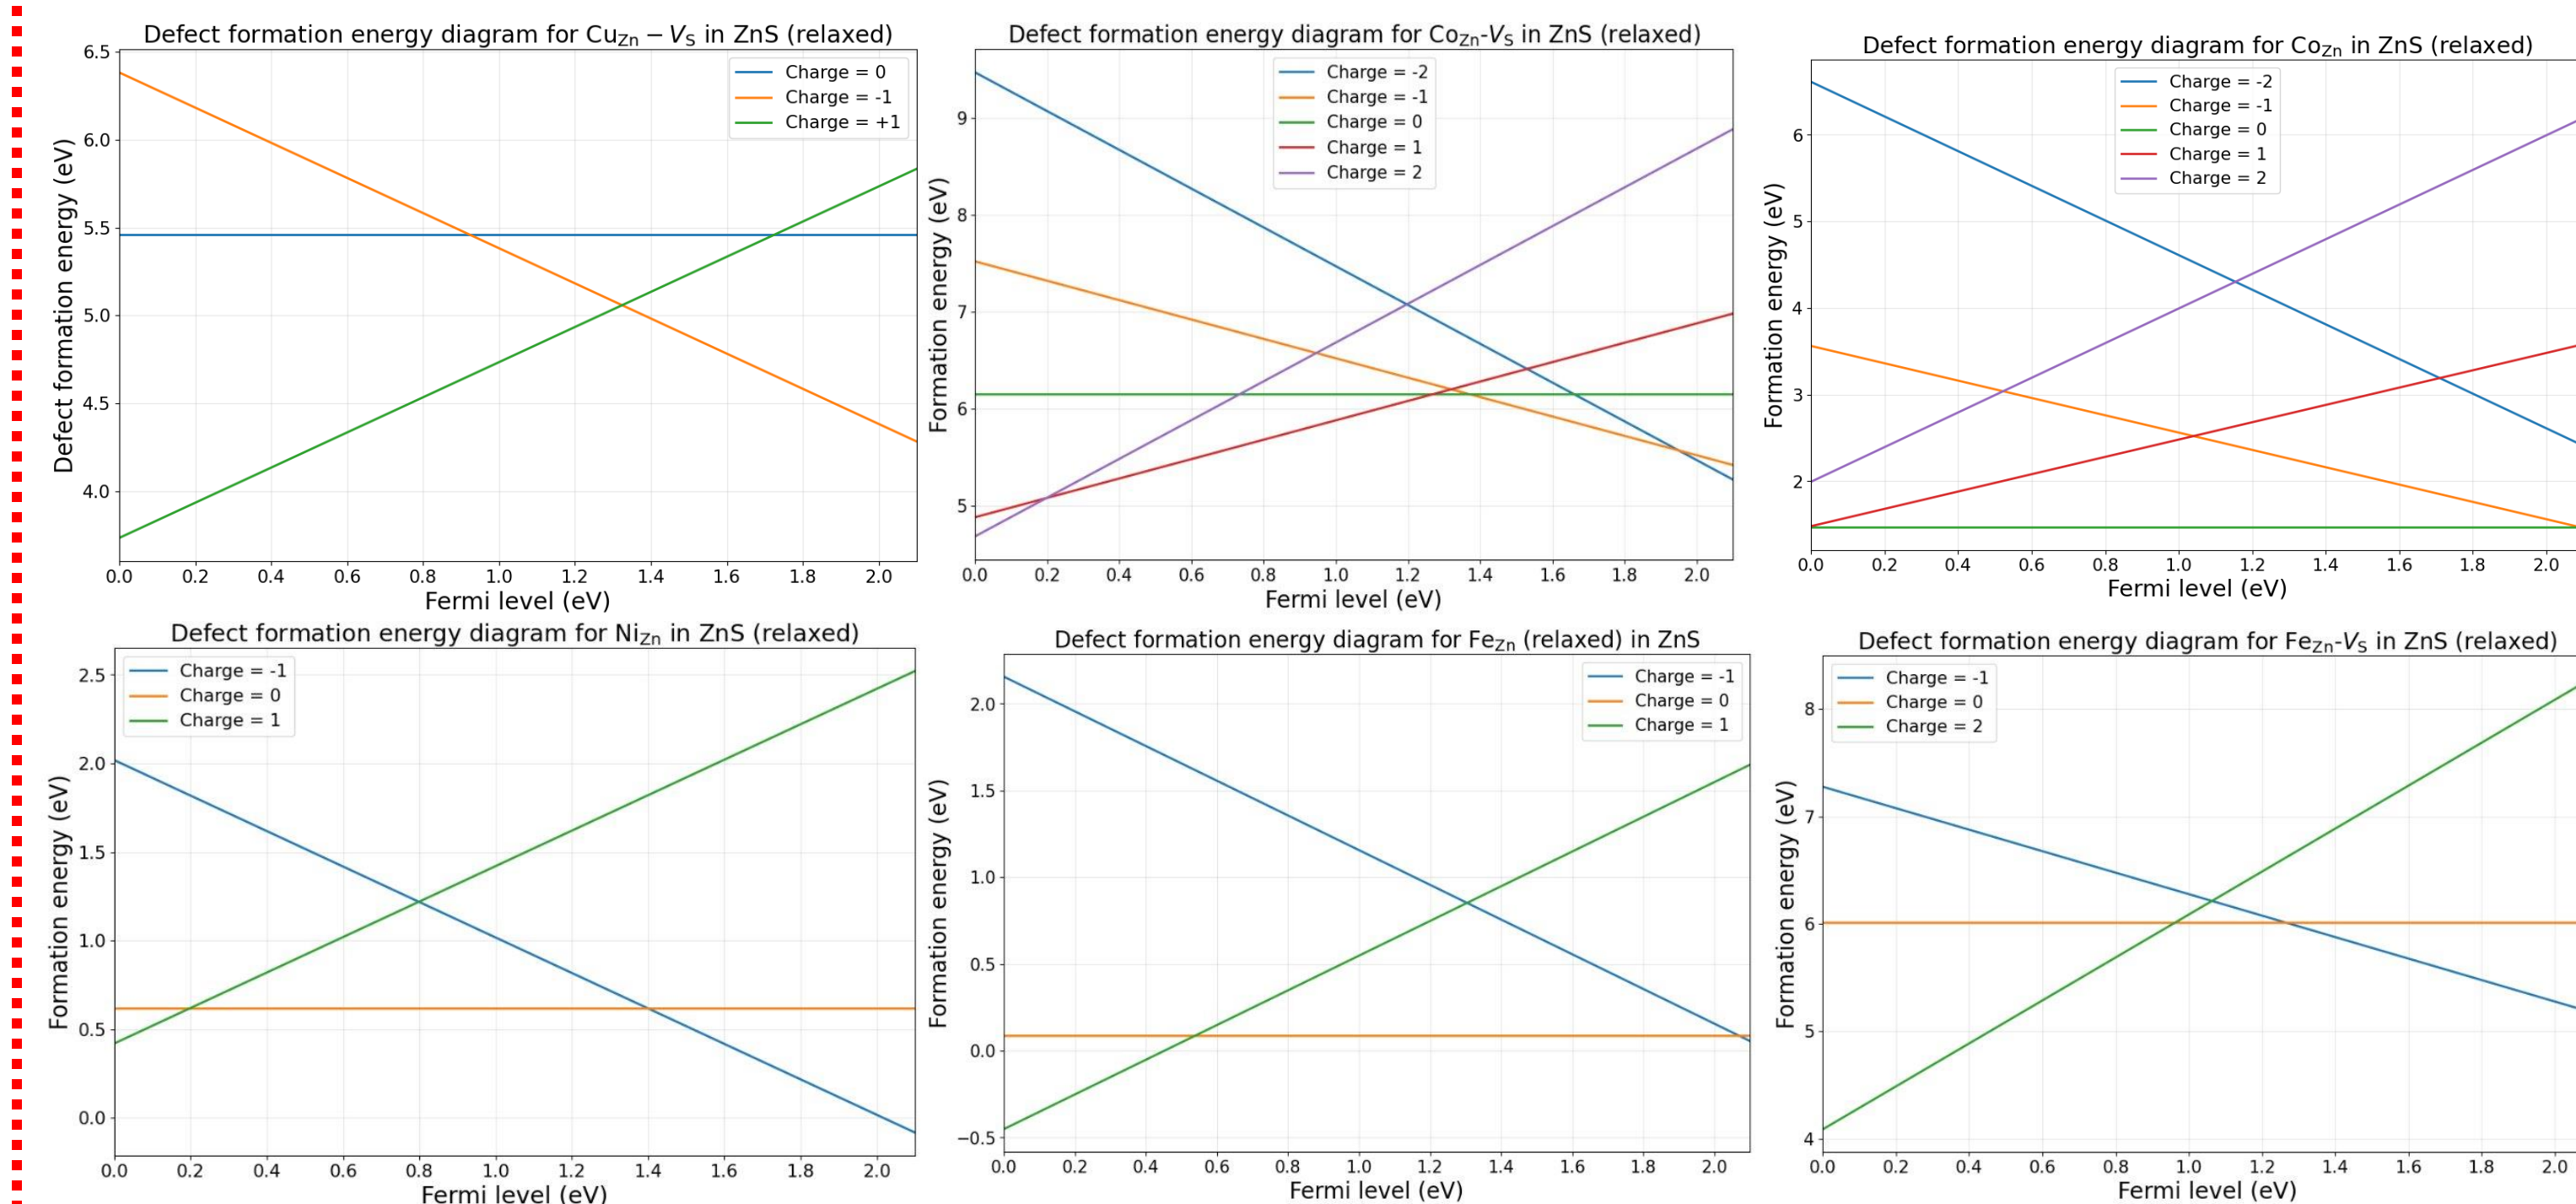 Defect formation energy diagram for Cu_Zn − V_S in ZnS (relaxed)
Defect formation energy (eV)
6.5
6.0
5.5
5.0
4.5
4.0
Charge = 0
Charge = -1
Charge = +1
0.0 0.2 0.4 0.6 0.8 1.0 1.2 1.4 1.6 1.8 2.0
Fermi level (eV)
Defect formation energy diagram for Co_Zn-V_S in ZnS (relaxed)
Formation energy (eV)
9
8
7
6
5
Charge = -2
Charge = -1
Charge = 0
Charge = 1
Charge = 2
0.0 0.2 0.4 0.6 0.8 1.0 1.2 1.4 1.6 1.8 2.0
Fermi level (eV)
Defect formation energy diagram for Co_Zn in ZnS (relaxed)
Formation energy (eV)
6
5
4
3
2
Charge = -2
Charge = -1
Charge = 0
Charge = 1
Charge = 2
0.0 0.2 0.4 0.6 0.8 1.0 1.2 1.4 1.6 1.8 2.0
Fermi level (eV)
Defect formation energy diagram for Ni_Zn in ZnS (relaxed)
Formation energy (eV)
2.5
2.0
1.5
1.0
0.5
0.0
Charge = -1
Charge = 0
Charge = 1
0.0 0.2 0.4 0.6 0.8 1.0 1.2 1.4 1.6 1.8 2.0
Fermi level (eV)
Defect formation energy diagram for Fe_Zn (relaxed) in ZnS
Formation energy (eV)
2.0
1.5
1.0
0.5
0.0
−0.5
Charge = -1
Charge = 0
Charge = 1
0.0 0.2 0.4 0.6 0.8 1.0 1.2 1.4 1.6 1.8 2.0
Fermi level (eV)
Defect formation energy diagram for Fe_Zn-V_S in ZnS (relaxed)
Formation energy (eV)
8
7
6
5
4
Charge = -1
Charge = 0
Charge = 2
0.0 0.2 0.4 0.6 0.8 1.0 1.2 1.4 1.6 1.8 2.0
Fermi level (eV)